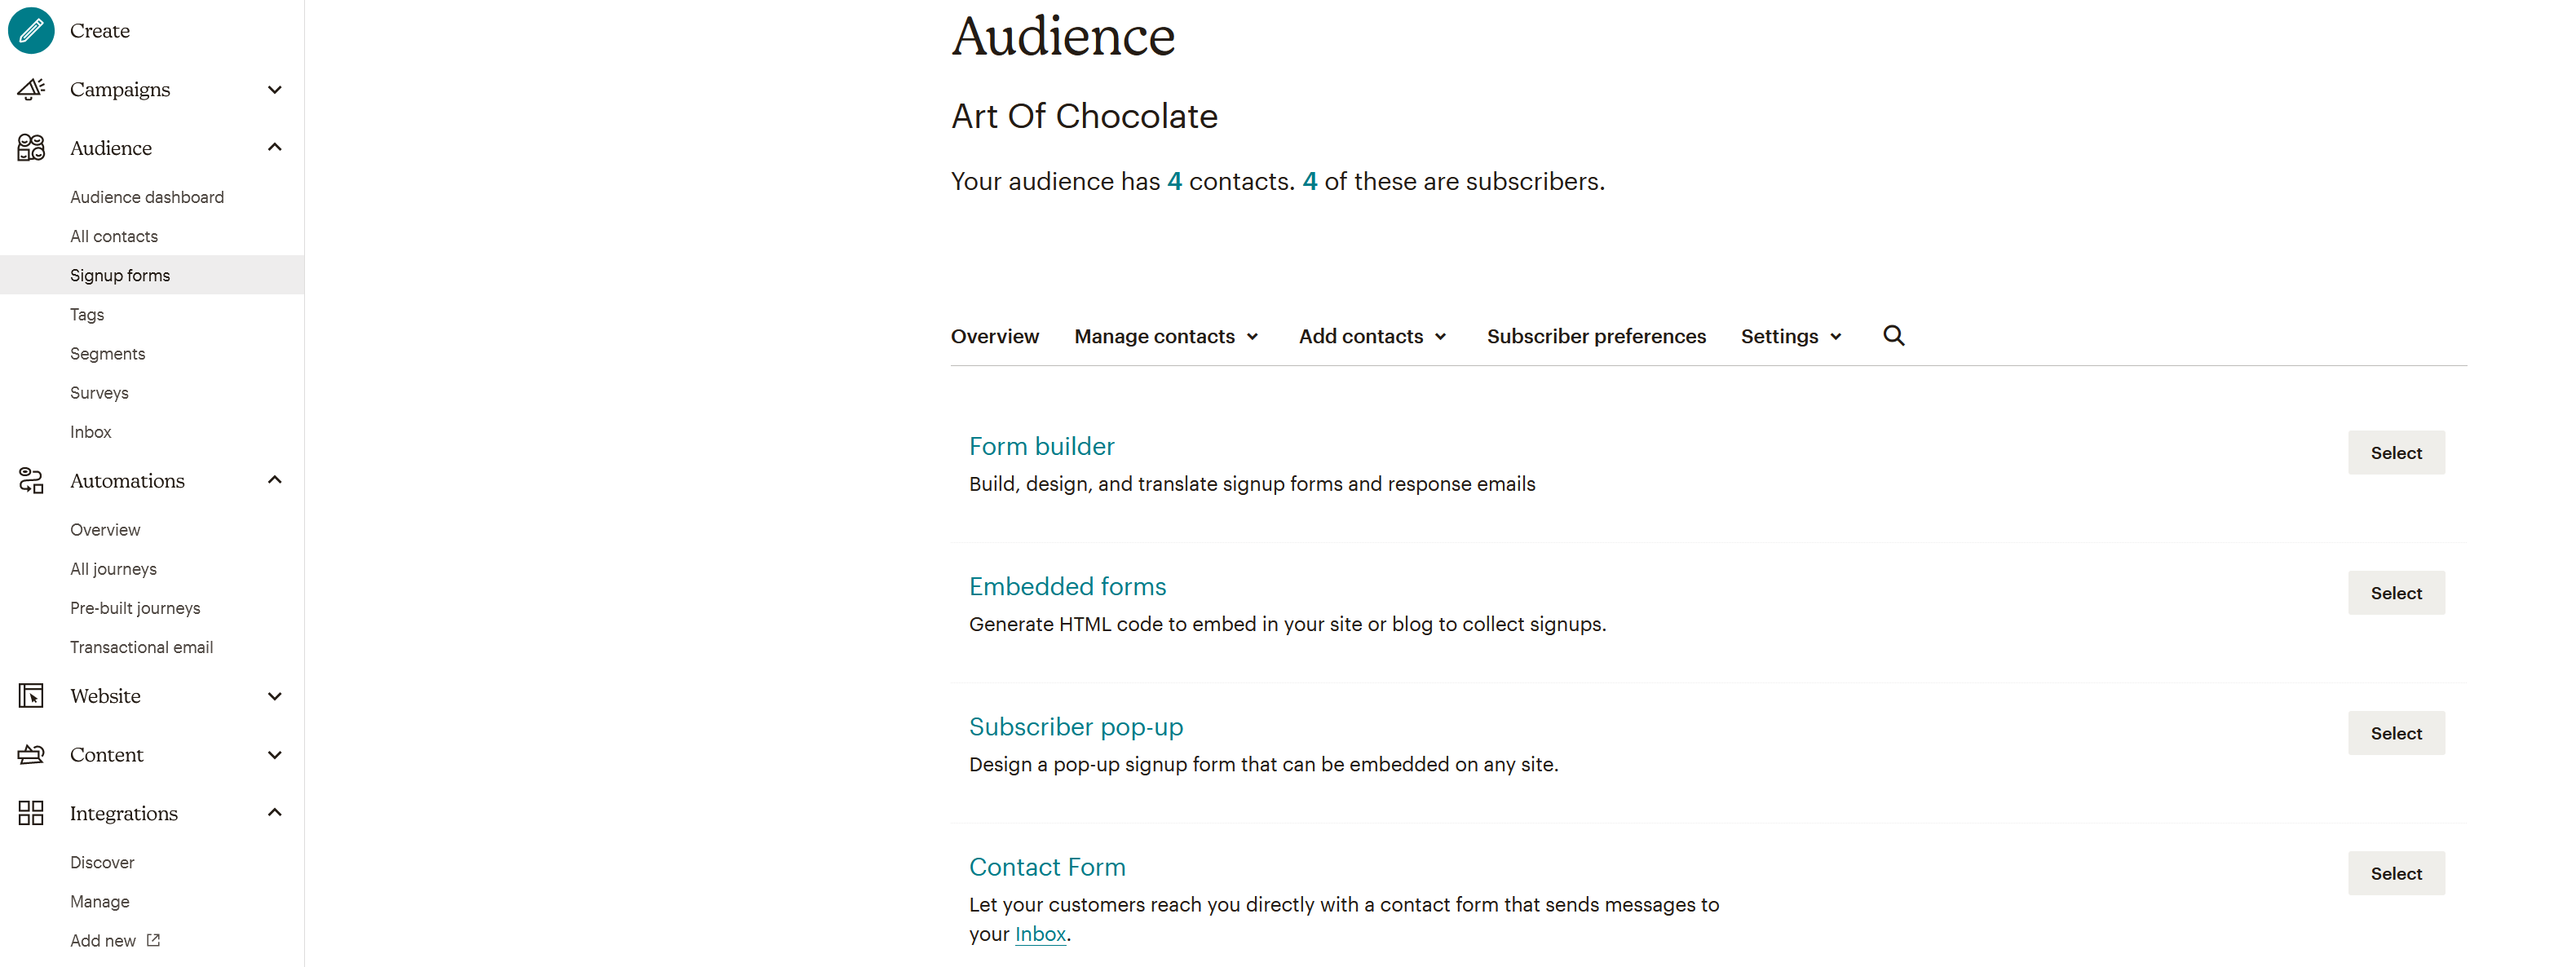 Create
Campaigns
Audience
Audience dashboard
All contacts
Signup forms
Tags
Segments
Surveys
Inbox
Automations
Overview
All journeys
Pre-built journeys
Transactional email
Website
Content
Integrations
Discover
Manage
Add new
Audience
Art Of Chocolate
Your audience has 4 contacts. 4 of these are subscribers.
Overview Manage contacts Add contacts Subscriber preferences Settings
Form builder
Build, design, and translate signup forms and response emails
Select
Embedded forms
Generate HTML code to embed in your site or blog to collect signups.
Select
Subscriber pop-up
Design a pop-up signup form that can be embedded on any site.
Select
Contact Form
Let your customers reach you directly with a contact form that sends messages to
your Inbox.
Select